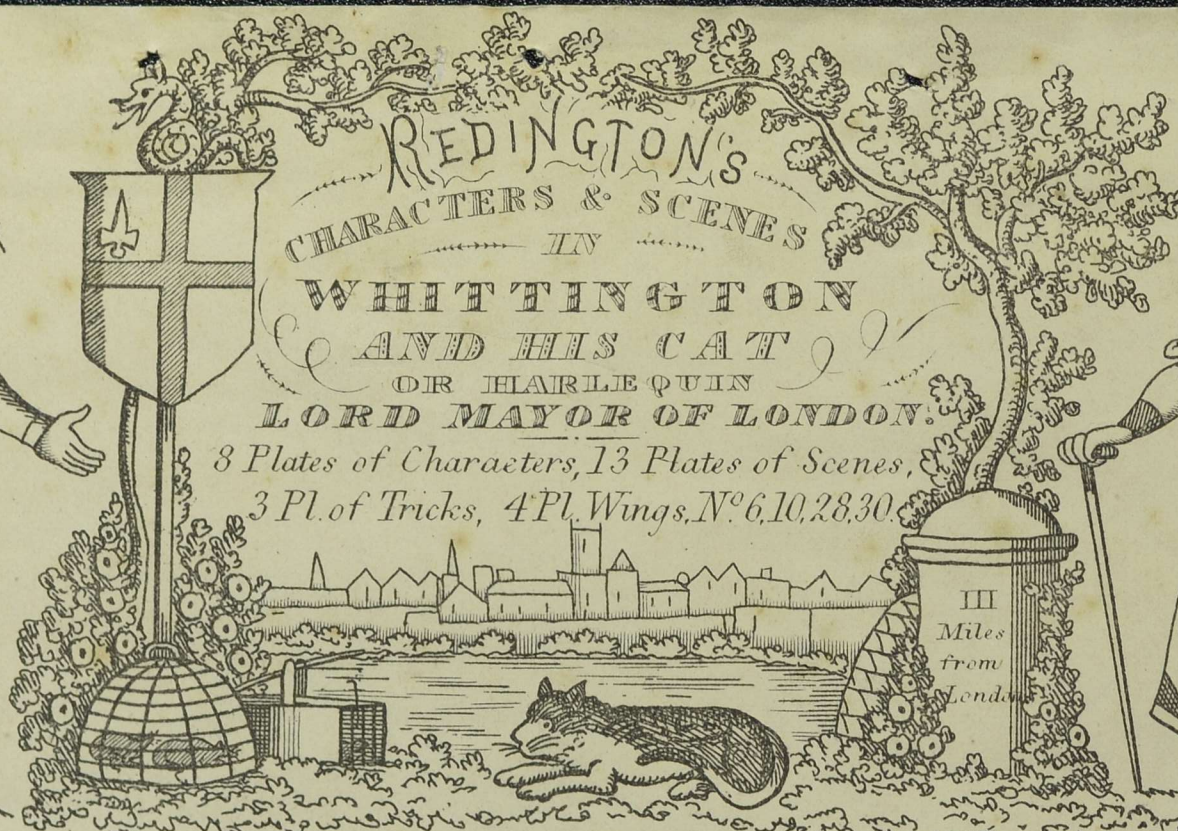 REDINGTON'S
CHARACTERS & SCENES
IN
WHITTINGTON
AND HIS CAT
OR HARLEQUIN
LORD MAYOR OF LONDON.
8 Plates of Characters, 13 Plates of Scenes,
3 Pl. of Tricks, 4 Pl. Wings, No. 6, 10, 28, 30.
III
Miles
from
London